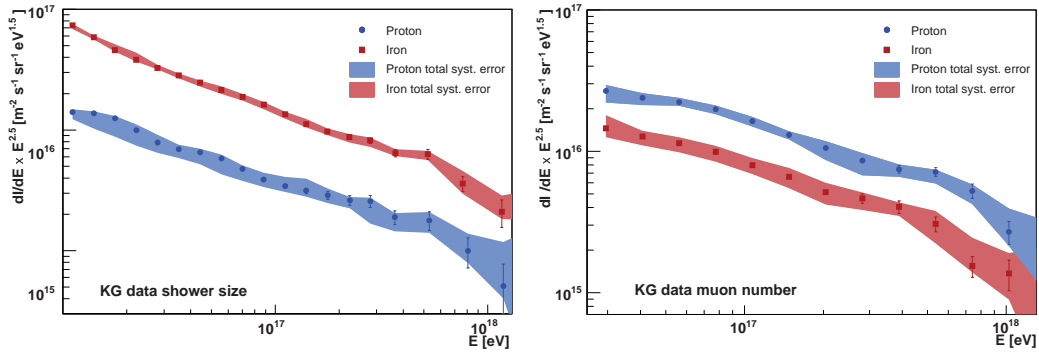 dI/dE x E^2.5 [m^-2 s^-1 sr^-1 eV^1.5]
10^17
10^16
10^15
Proton
Iron
Proton total syst. error
Iron total syst. error
KG data shower size
10^17
10^18
E [eV]
dI /dE x E^2.5 [m^-2 s^-1 sr^-1 eV^1.5]
10^17
10^16
10^15
Proton
Iron
Proton total syst. error
Iron total syst. error
KG data muon number
10^17
10^18
E [eV]